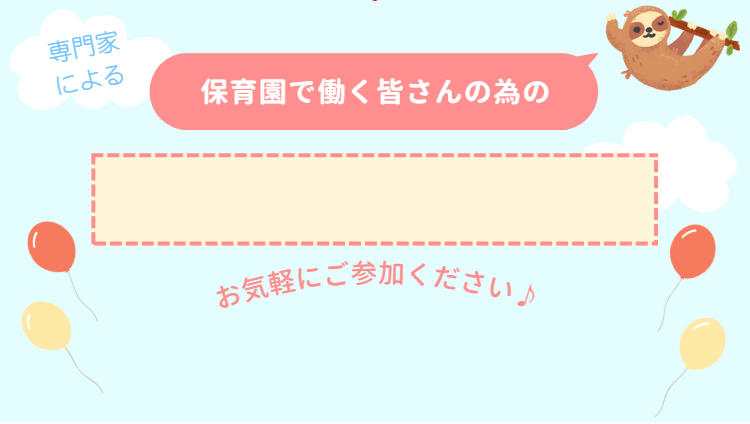 専門家
による
保育園で働く皆さんの為の
お気軽にご参加ください♪